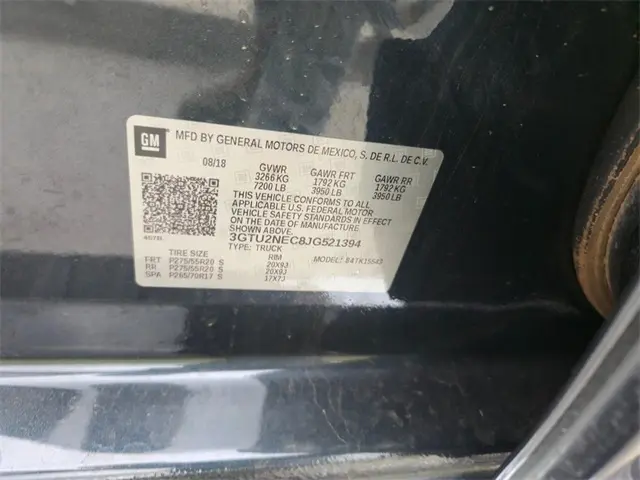 GM
MFD BY GENERAL MOTORS DE MEXICO, S. DE R.L. DE C.V.
08/18 GVWR GAWR FRT GAWR RR
3266 KG 1792 KG 1792 KG
7200 LB 3950 LB 3950 LB
THIS VEHICLE CONFORMS TO ALL
APPLICABLE U.S. FEDERAL MOTOR
VEHICLE SAFETY STANDARDS IN
EFFECT ON THE DATE OF MANUFACTURE
SHOWN ABOVE.
3GTU2NEC8JG521394
TYPE: TRUCK MODEL:
TIRE SIZE RIM
FRT P275/55R20 S 20X9J
RR P275/55R20 S 20X9J
SPA P265/70R17 S 17X7J